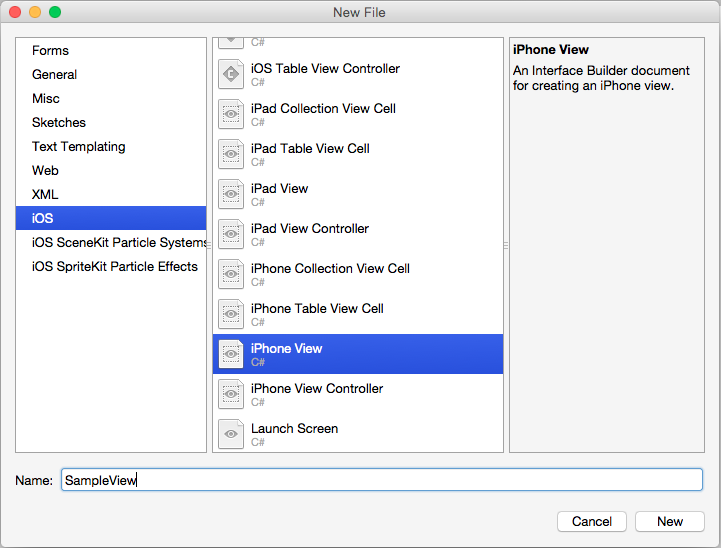 New File
Forms
General
Misc
Sketches
Text Templating
Web
XML
iOS
iOS SceneKit Particle Systems
iOS SpriteKit Particle Effects
C#
iOS Table View Controller
C#
iPad Collection View Cell
C#
iPad Table View Cell
C#
iPad View
C#
iPad View Controller
C#
iPhone Collection View Cell
C#
iPhone Table View Cell
C#
iPhone View
C#
iPhone View Controller
C#
Launch Screen
C#
iPhone View
An Interface Builder document
for creating an iPhone view.
Name: SampleView
Cancel New